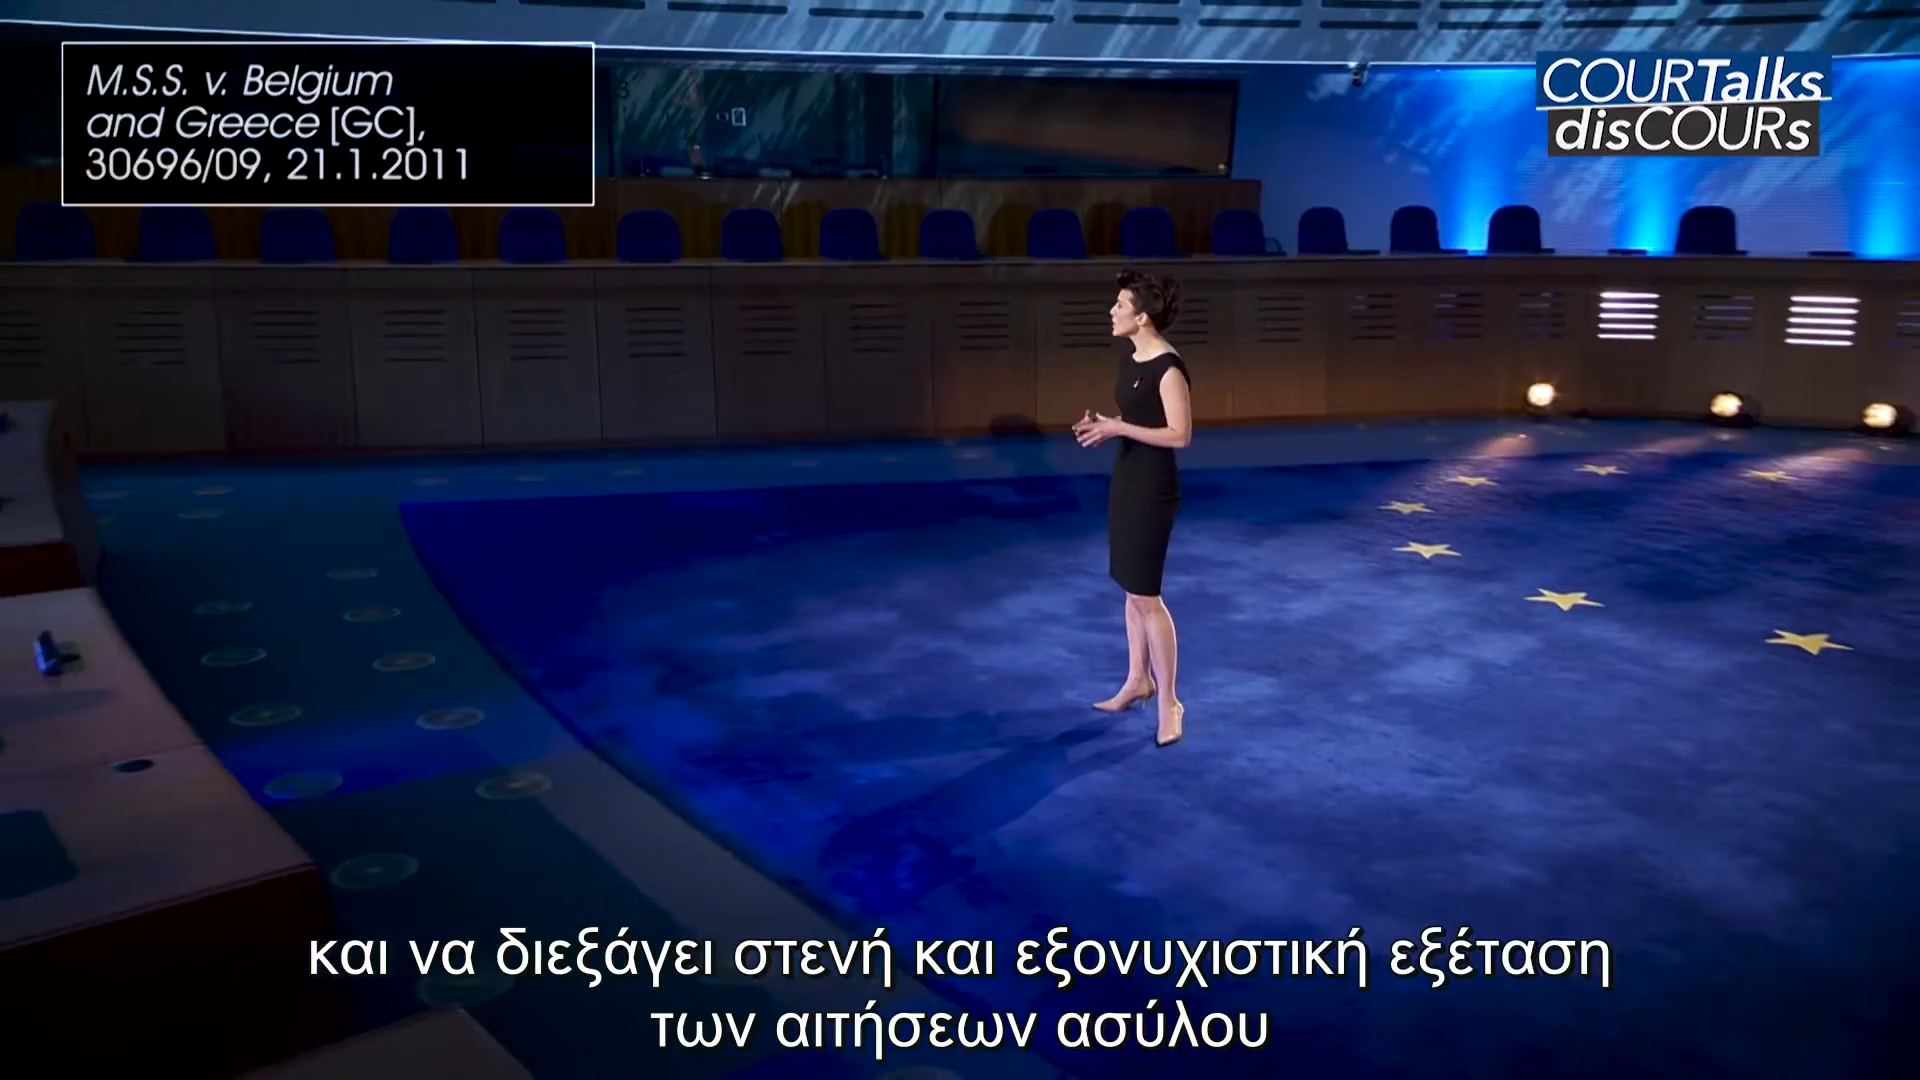 M.S.S. v. Belgium
and Greece [GC],
30696/09, 21.1.2011
COURTalks
disCOURs
και να διεξάγει στενή και εξονυχιστική εξέταση
των αιτήσεων ασύλου